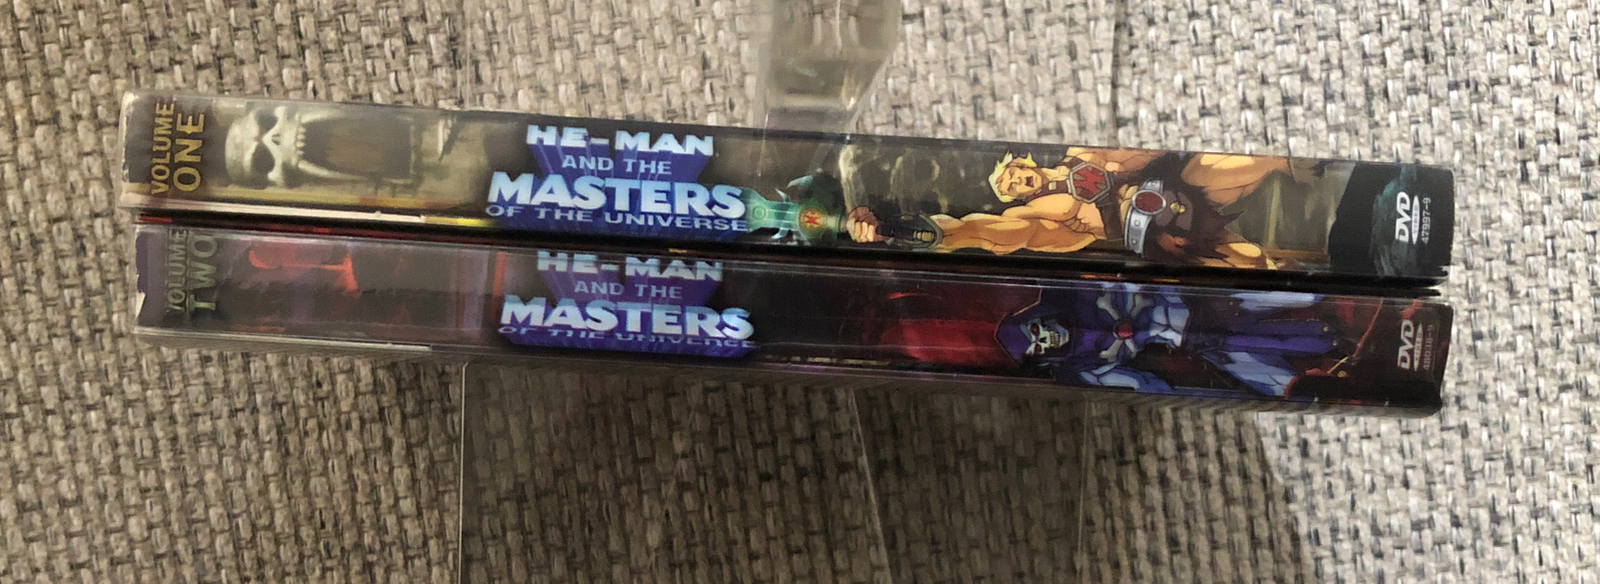 VOLUME
ONE
HE-MAN
AND THE
MASTERS
OF THE UNIVERSE
DVD
47997-9
VOLUME
TWO
HE-MAN
AND THE
MASTERS
OF THE UNIVERSE
DVD